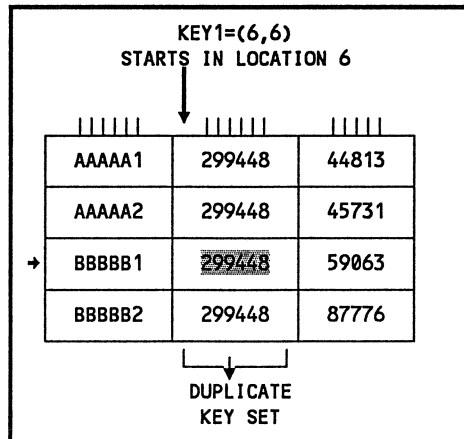 KEY1=(6,6)
STARTS IN LOCATION 6
AAAAA1 299448 44813
AAAAA2 299448 45731
BBBBB1 299448 59063
BBBBB2 299448 87776
DUPLICATE
KEY SET